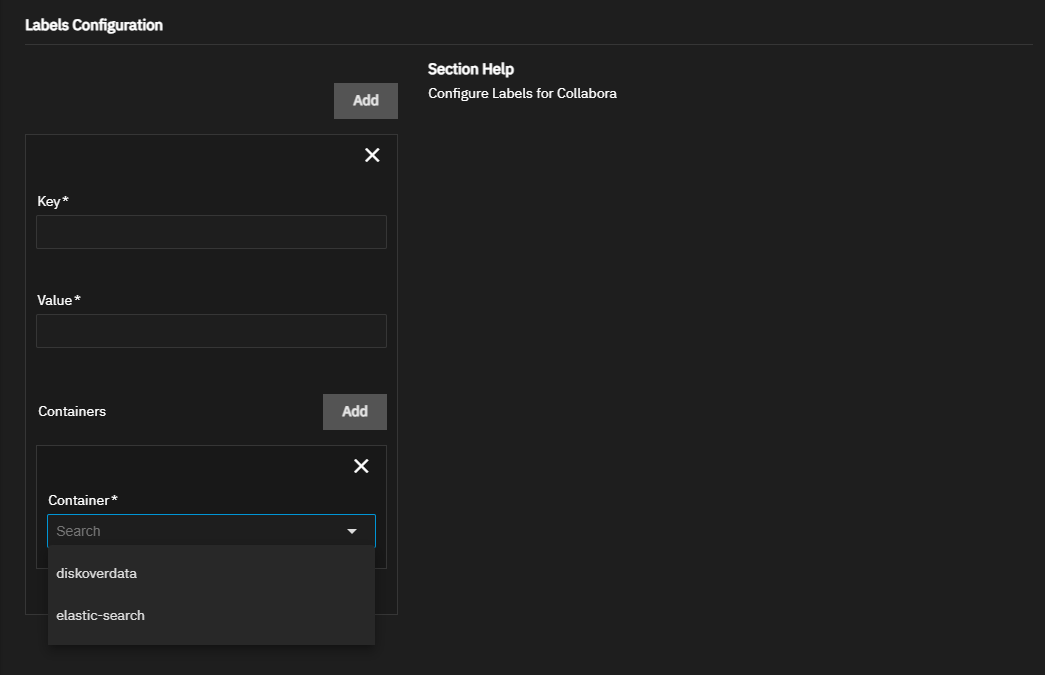 Labels Configuration
Section Help
Configure Labels for Collabora
Add
Key*
Value*
Containers
Add
Container*
Search
diskoverdata
elastic-search